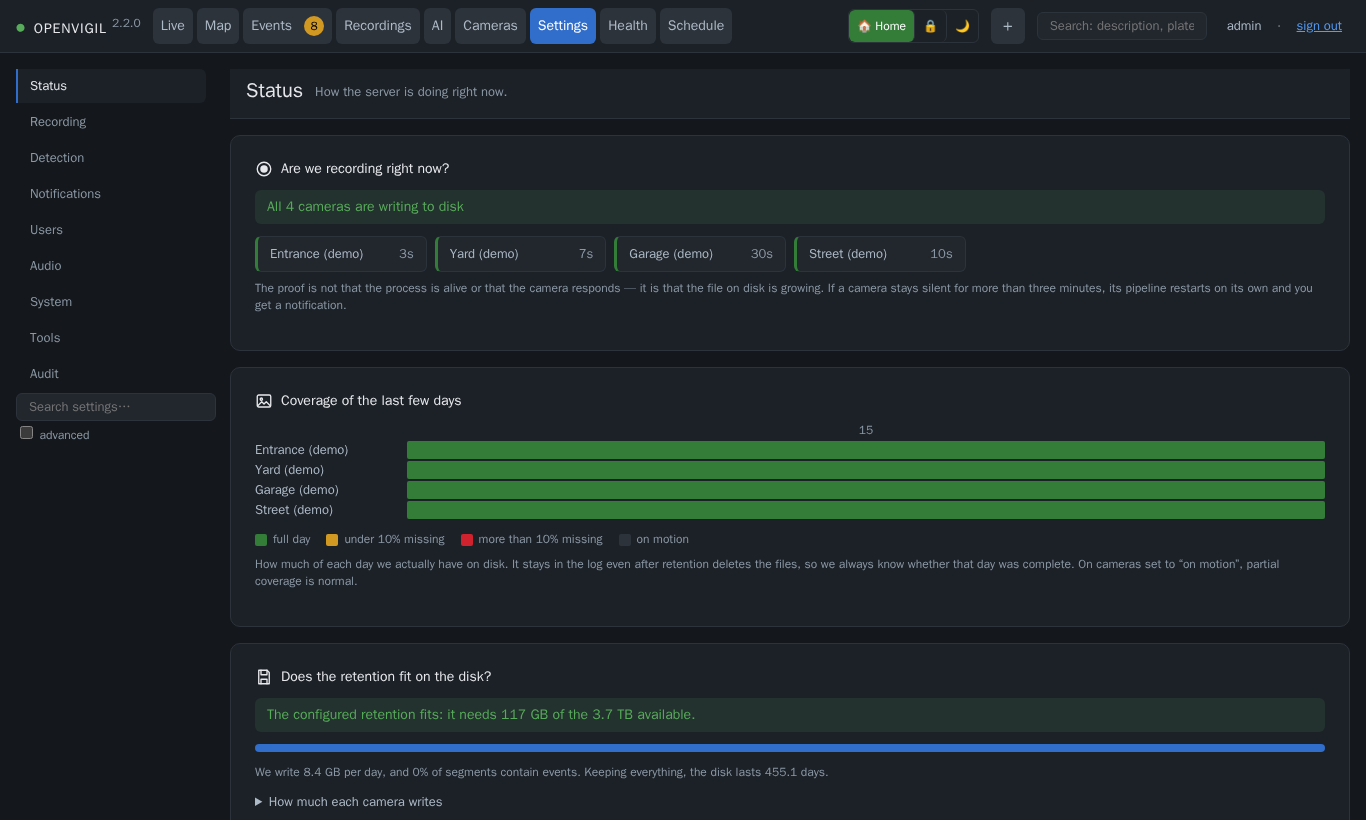 OPENVIGIL 2.2.0 Live Map Events 8 Recordings AI Cameras Settings Health Schedule Home + Search: description, plate admin · sign out
Status
Recording
Detection
Notifications
Users
Audio
System
Tools
Audit
Search settings···
advanced
Status How the server is doing right now.
Are we recording right now?
All 4 cameras are writing to disk
Entrance (demo) 3s Yard (demo) 7s Garage (demo) 30s Street (demo) 10s
The proof is not that the process is alive or that the camera responds — it is that the file on disk is growing. If a camera stays silent for more than three minutes, its pipeline restarts on its own and you
get a notification.
Coverage of the last few days
15
Entrance (demo)
Yard (demo)
Garage (demo)
Street (demo)
full day under 10% missing more than 10% missing on motion
How much of each day we actually have on disk. It stays in the log even after retention deletes the files, so we always know whether that day was complete. On cameras set to “on motion”, partial
coverage is normal.
Does the retention fit on the disk?
The configured retention fits: it needs 117 GB of the 3.7 TB available.
We write 8.4 GB per day, and 0% of segments contain events. Keeping everything, the disk lasts 455.1 days.
How much each camera writes